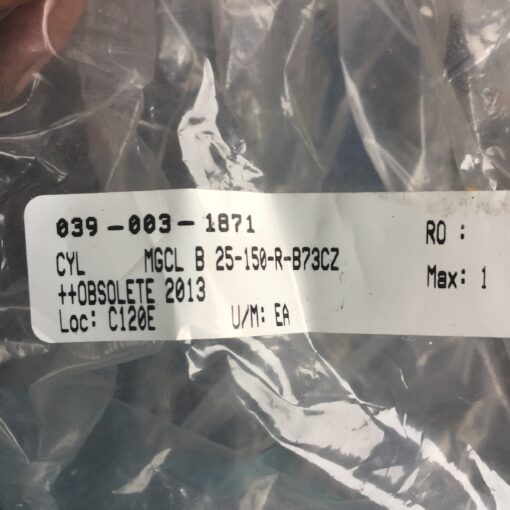 039-003-1871 RO :
CYL MGCL B 25-150-R-B73CZ Max: 1
++OBSOLETE 2013
Loc: C120E U/M: EA